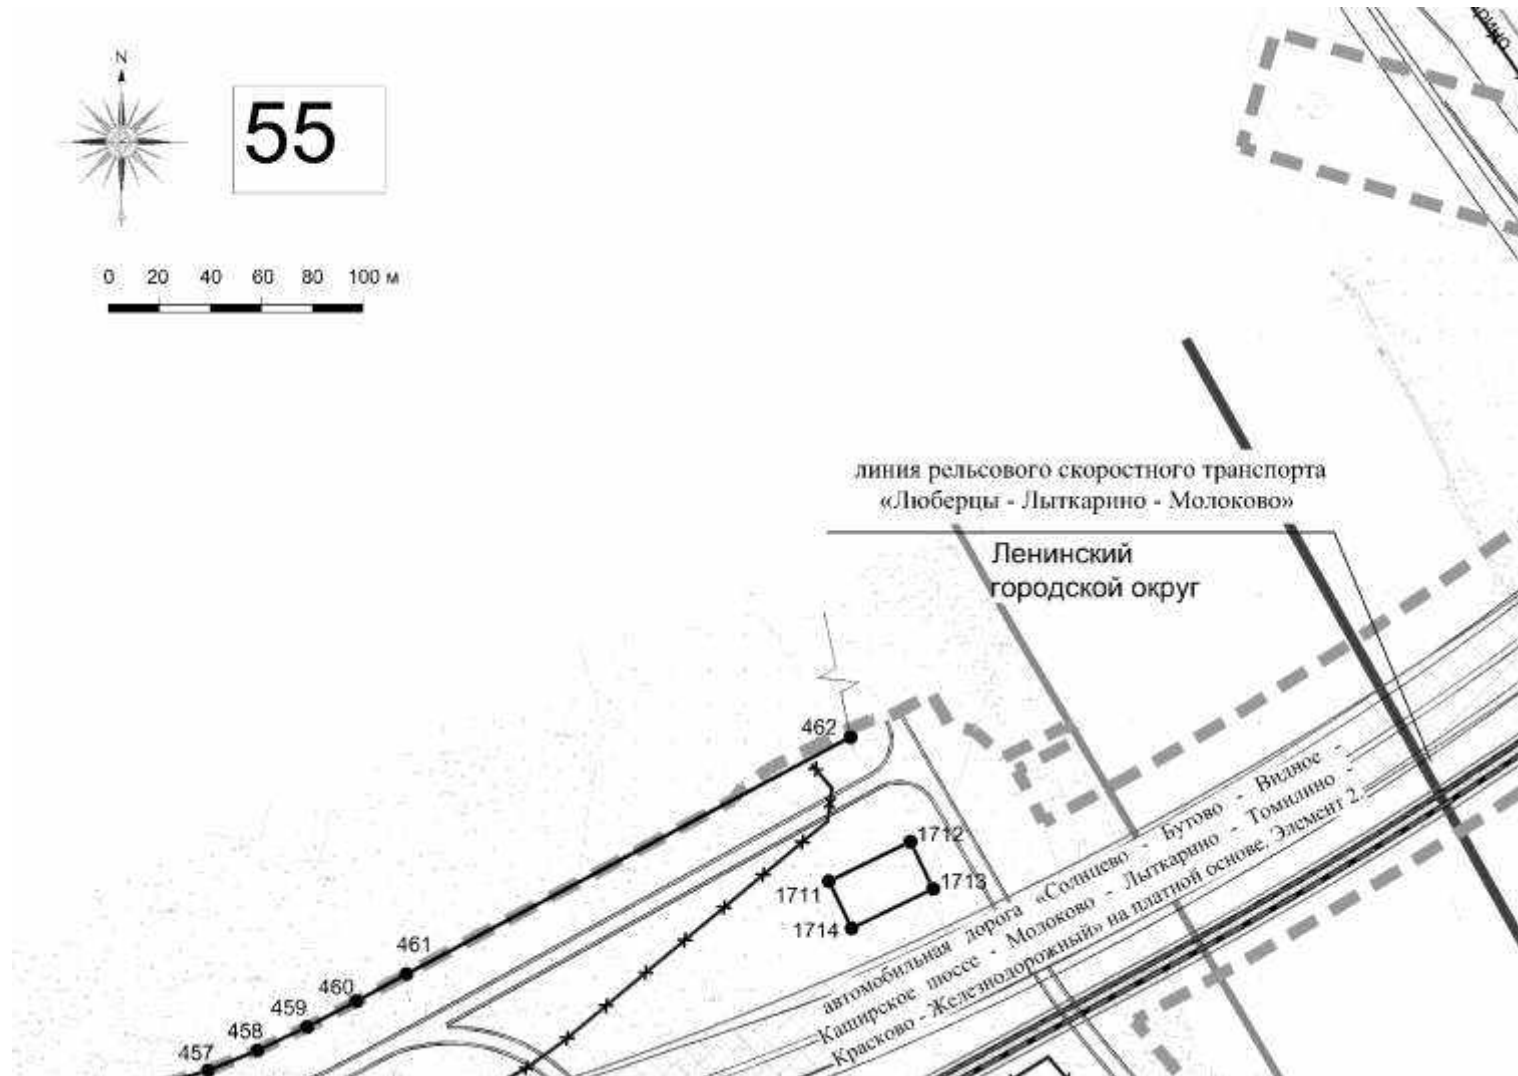 N
55
0 20 40 60 80 100 м
линия рельсового скоростного транспорта
«Люберцы - Лыткарино - Молоково»
Ленинский
городской округ
462
1712
1711
1713
1714
461
460
459
458
457
автомобильная дорога «Солнцево - Бутово - Видное -
Каширское шоссе - Молоково - Лыткарино - Томилино -
Красково - Железнодорожный» на платной основе. Элемент 2.